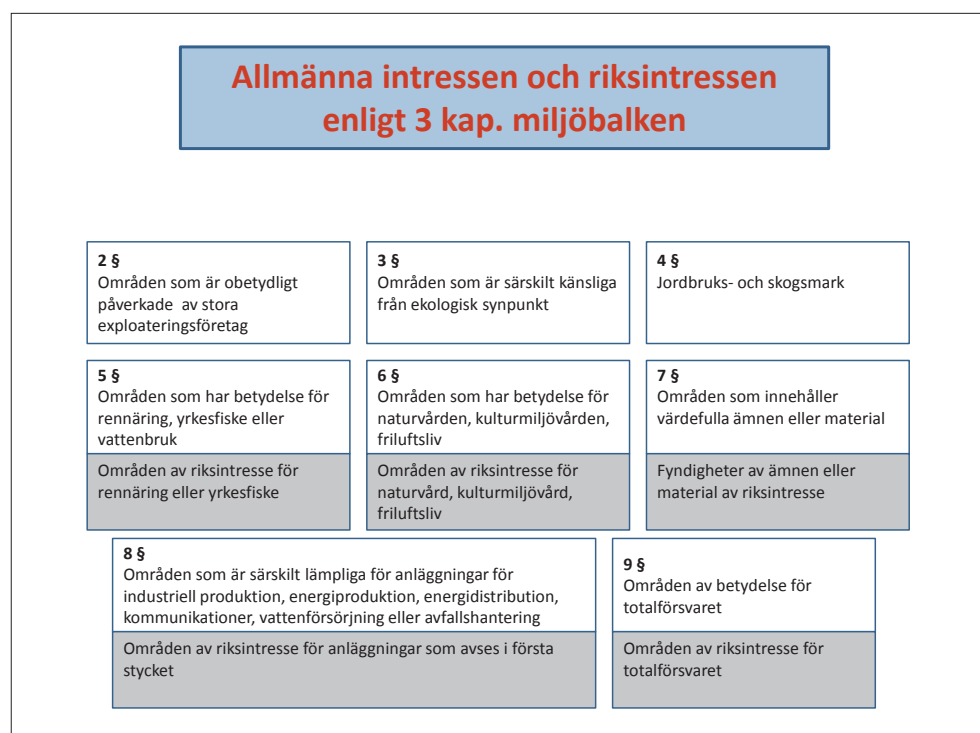 Allmänna intressen och riksintressen
enligt 3 kap. miljöbalken
2 §
Områden som är obetydligt
påverkade av stora
exploateringsföretag
3 §
Områden som är särskilt känsliga
från ekologisk synpunkt
4 §
Jordbruks- och skogsmark
5 §
Områden som har betydelse för
rennäring, yrkesfiske eller
vattenbruk
Områden av riksintresse för
rennäring eller yrkesfiske
6 §
Områden som har betydelse för
naturvården, kulturmiljövården,
friluftsliv
Områden av riksintresse för
naturvård, kulturmiljövård,
friluftsliv
7 §
Områden som innehåller
värdefulla ämnen eller material
Fyndigheter av ämnen eller
material av riksintresse
8 §
Områden som är särskilt lämpliga för anläggningar för
industriell produktion, energiproduktion, energidistribution,
kommunikationer, vattenförsörjning eller avfallshantering
Områden av riksintresse för anläggningar som avses i första
stycket
9 §
Områden av betydelse för
totalförsvaret
Områden av riksintresse för
totalförsvaret